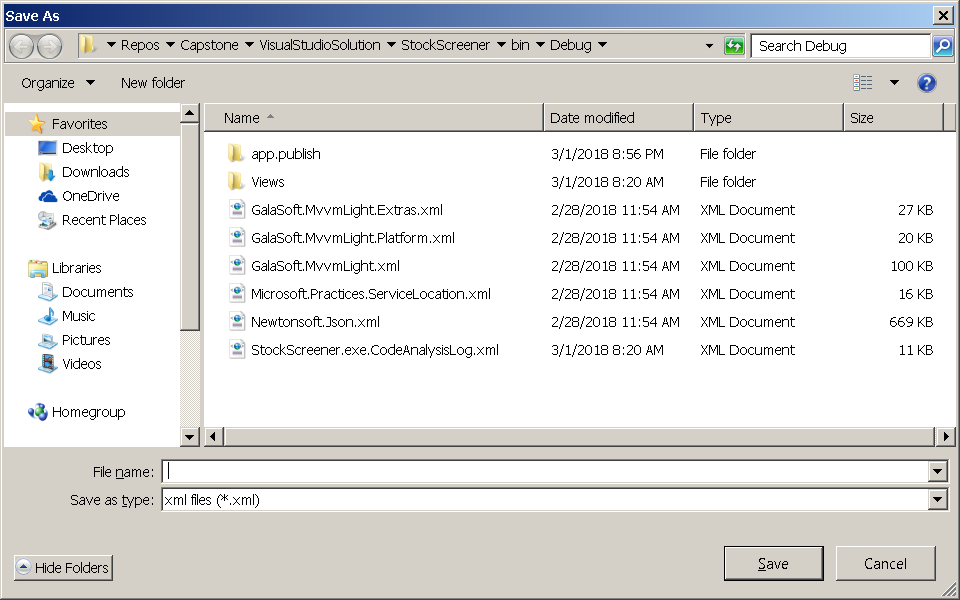 Save As
Repos Capstone VisualStudioSolution StockScreener bin Debug Search Debug
Organize New folder
Name Date modified Type Size
Favorites
Desktop
Downloads
OneDrive
Recent Places
Libraries
Documents
Music
Pictures
Videos
Homegroup
app.publish 3/1/2018 8:56 PM File folder
Views 3/1/2018 8:20 AM File folder
GalaSoft.MvvmLight.Extras.xml 2/28/2018 11:54 AM XML Document 27 KB
GalaSoft.MvvmLight.Platform.xml 2/28/2018 11:54 AM XML Document 20 KB
GalaSoft.MvvmLight.xml 2/28/2018 11:54 AM XML Document 100 KB
Microsoft.Practices.ServiceLocation.xml 2/28/2018 11:54 AM XML Document 16 KB
Newtonsoft.Json.xml 2/28/2018 11:54 AM XML Document 669 KB
StockScreener.exe.CodeAnalysisLog.xml 3/1/2018 8:20 AM XML Document 11 KB
File name:
Save as type: xml files (*.xml)
Hide Folders Save Cancel